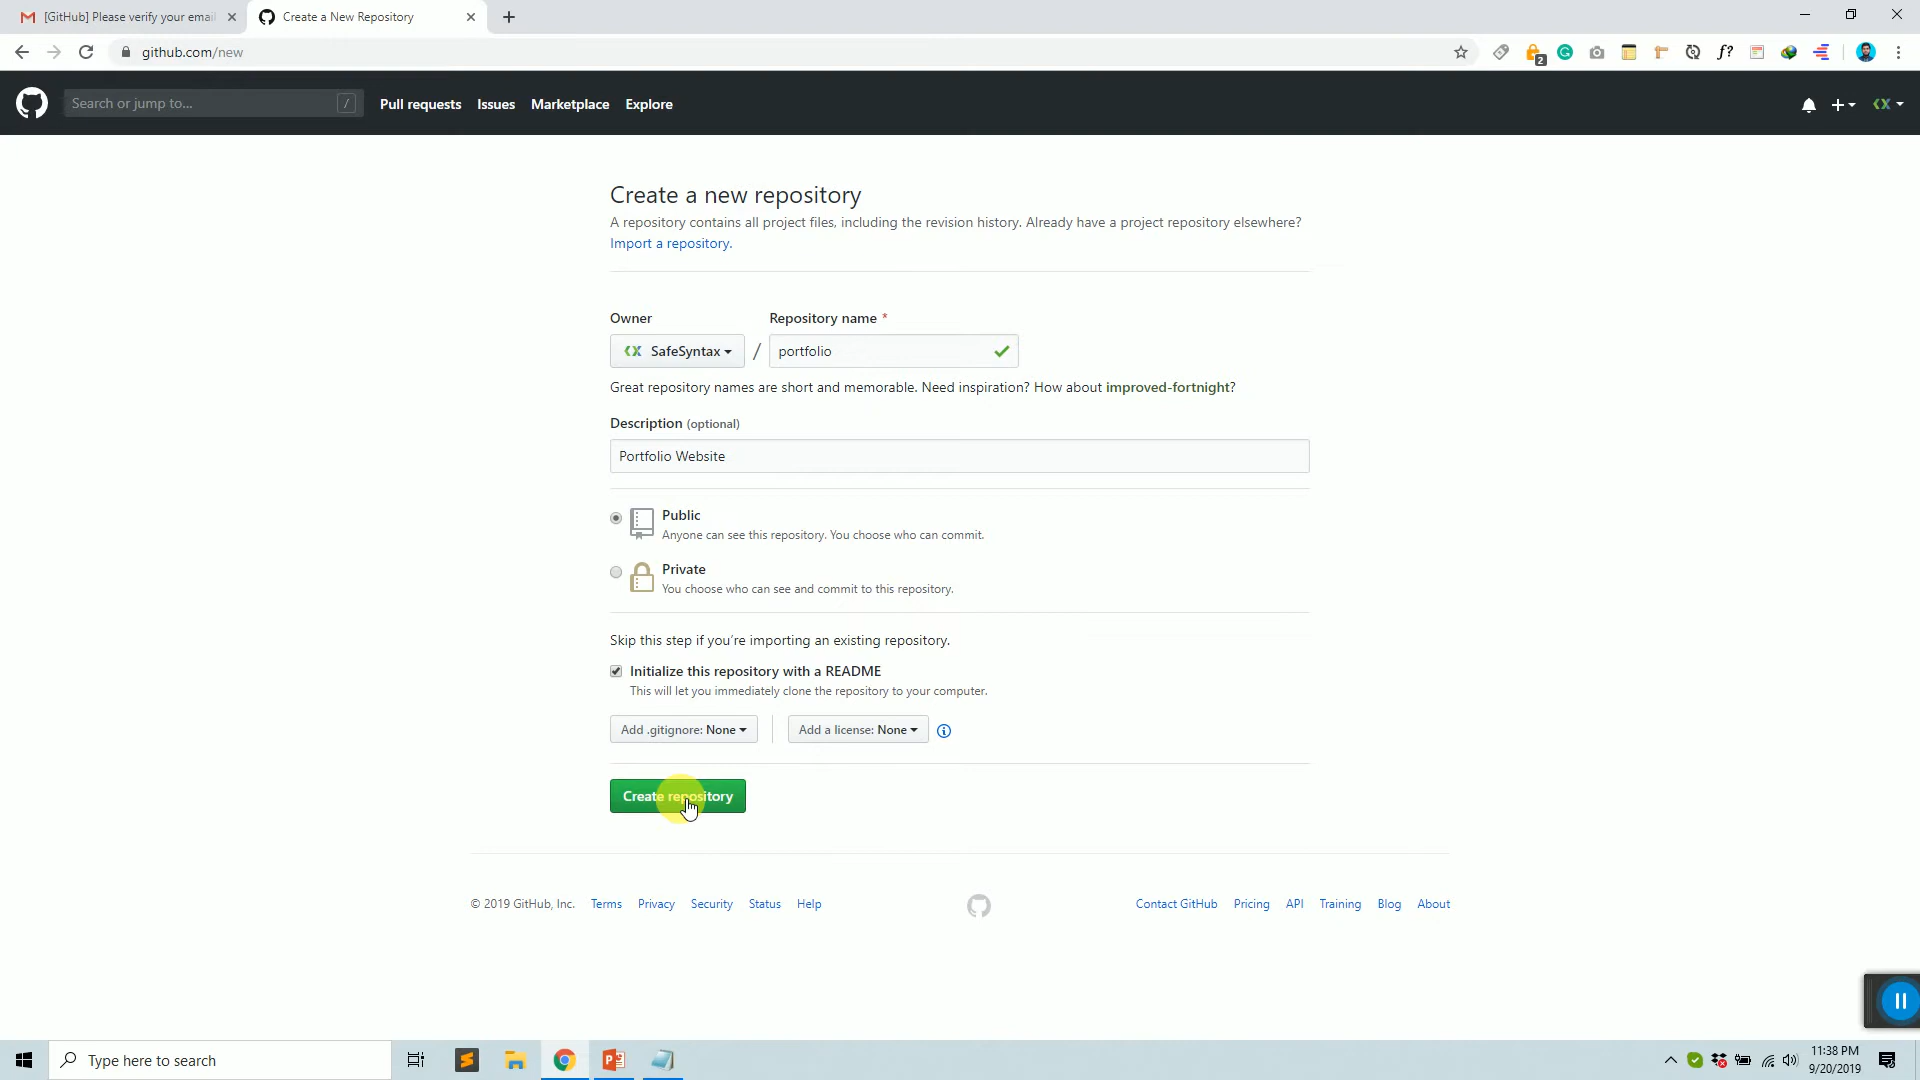 [GitHub] Please verify your email
Create a New Repository
github.com/new
2
f?
Search or jump to...
/
Pull requests
Issues
Marketplace
Explore
Create a new repository
A repository contains all project files, including the revision history. Already have a project repository elsewhere?
Import a repository.
Owner
Repository name *
SafeSyntax
/
portfolio
Great repository names are short and memorable. Need inspiration? How about improved-fortnight?
Description (optional)
Portfolio Website
Public
Anyone can see this repository. You choose who can commit.
Private
You choose who can see and commit to this repository.
Skip this step if you're importing an existing repository.
Initialize this repository with a README
This will let you immediately clone the repository to your computer.
Add .gitignore: None
Add a license: None
Create repository
© 2019 GitHub, Inc.
Terms
Privacy
Security
Status
Help
Contact GitHub
Pricing
API
Training
Blog
About
Type here to search
11:38 PM
9/20/2019